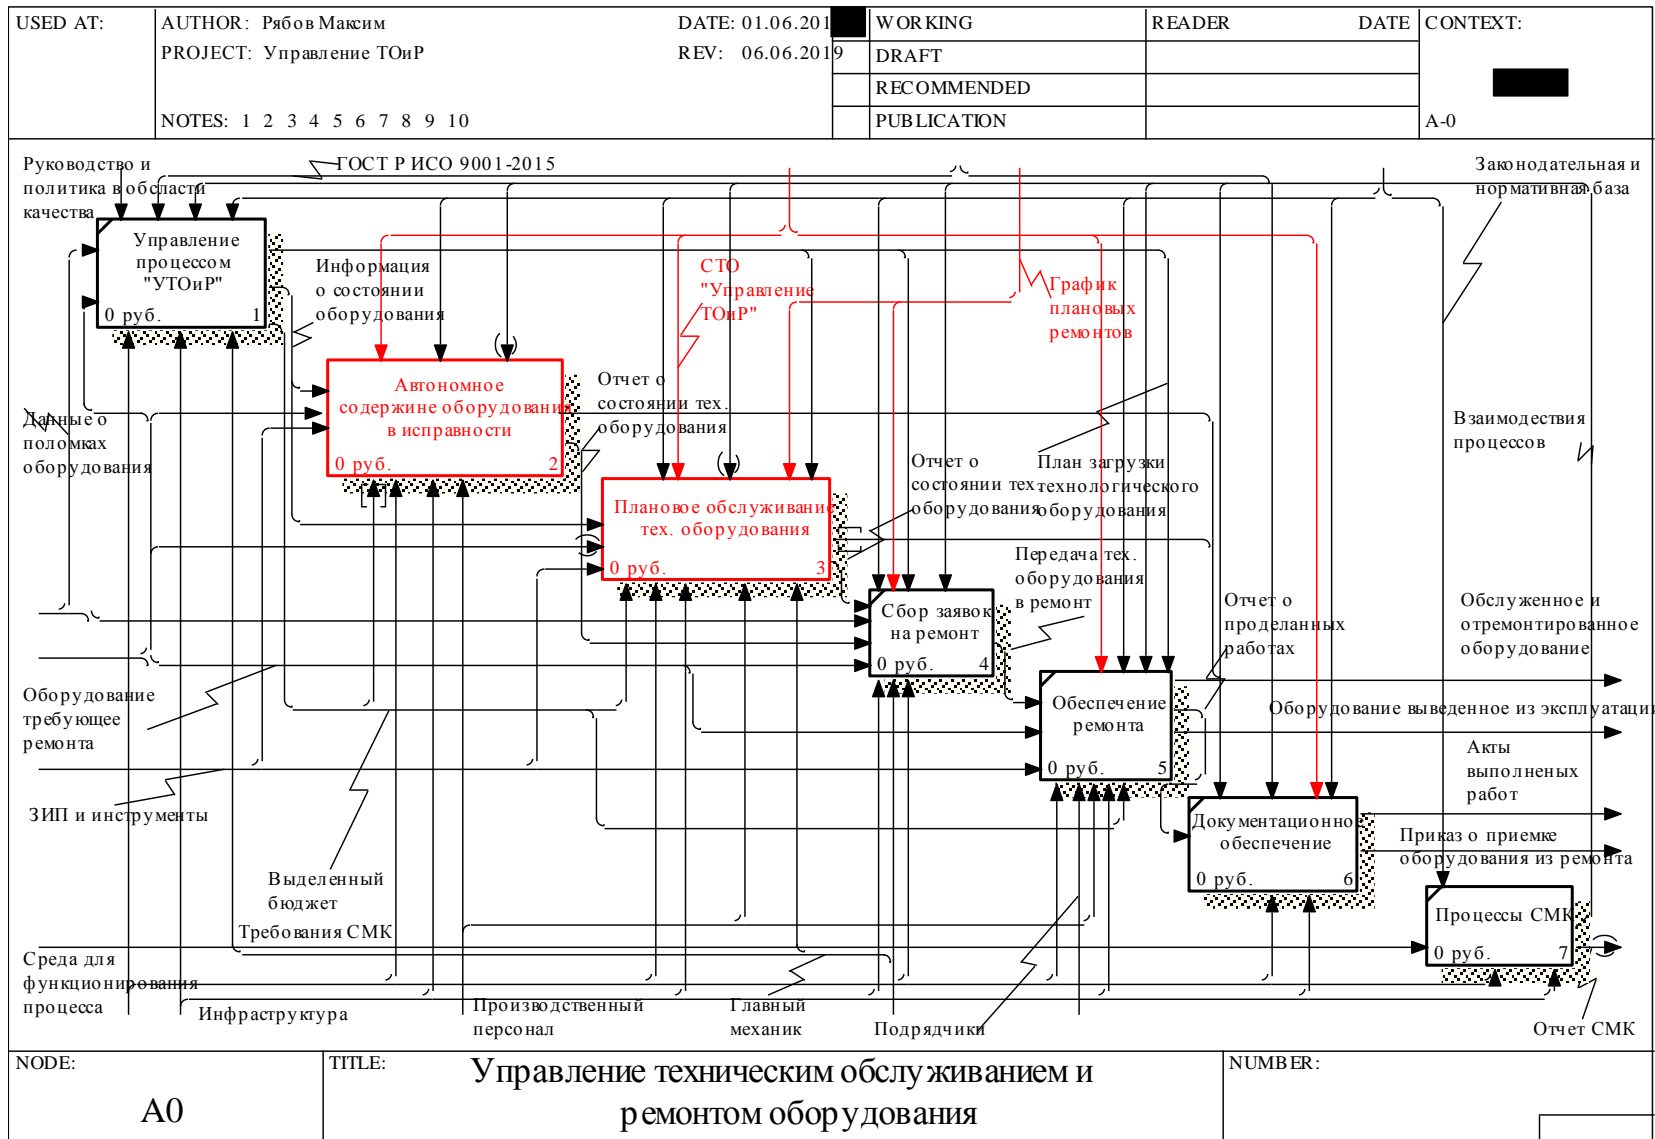 USED AT:
AUTHOR: Рябов Максим
DATE: 01.06.201
PROJECT: Управление ТОиР
REV: 06.06.2019
NOTES: 1 2 3 4 5 6 7 8 9 10
WORKING
READER
DATE
CONTEXT:
DRAFT
RECOMMENDED
PUBLICATION
A-0
Руководство и
политика в области
качества
ГОСТ Р ИСО 9001-2015
Законодательная и
нормативная база
Управление
процессом
"УТОиР"
0 руб.
1
Информация
о состоянии
оборудования
СТО
"Управление
ТОиР"
График
плановых
ремонтов
Автономное
содержине оборудования
в исправности
0 руб.
2
Отчет о
состоянии тех.
оборудования
Данные о
поломках
оборудования
Взаимодествия
процессов
Отчет о
состоянии тех
оборудования
План загрузки
технологического
оборудования
Плановое обслуживание
тех. оборудования
0 руб.
3
Передача тех.
оборудования
в ремонт
Сбор заявок
на ремонт
0 руб.
4
Отчет о
проделанных
работах
Обслуженное и
отремонтированное
оборудование
Оборудование
требующее
ремонта
Обеспечение
ремонта
0 руб.
5
Оборудование выведенное из эксплуатаци
Акты
выполненых
работ
ЗИП и инструменты
Документационное
обеспечение
0 руб.
6
Приказ о приемке
оборудования из ремонта
Выделенный
бюджет
Требования СМК
Процессы СМК
0 руб.
7
Среда для
функционирования
процесса
Инфраструктура
Производственный
персонал
Главный
механик
Подрядчики
Отчет СМК
NODE:
A0
TITLE:
Управление техническим обслуживанием и
ремонтом оборудования
NUMBER: